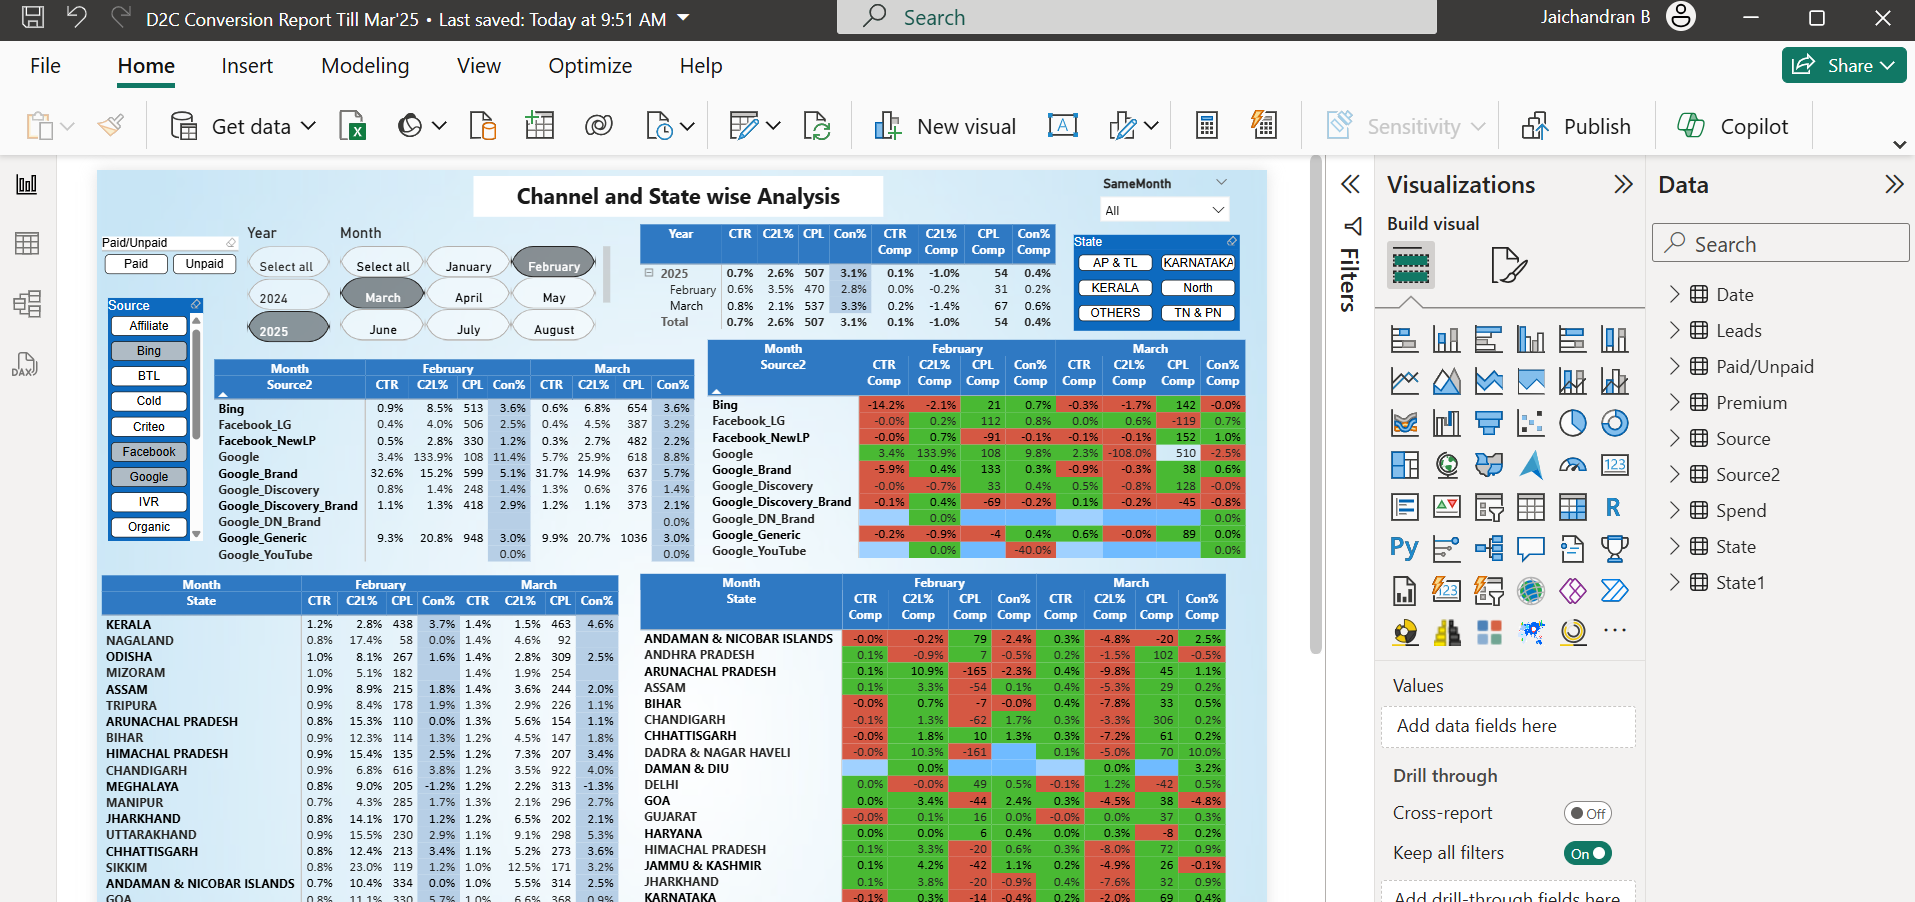 D2C Conversion Report Till Mar'25 • Last saved: Today at 9:51 AM
Search
Jaichandran B
File Home Insert Modeling View Optimize Help
Share
Get data
New visual
Sensitivity
Publish
Copilot
Channel and State wise Analysis
SameMonth
All
Paid/Unpaid
Paid Unpaid
Year
Select all
2024
2025
Month
Select all January February
March April May
June July August
Source
Affiliate
Bing
BTL
Cold
Criteo
Facebook
Google
IVR
Organic
Year CTR C2L% CPL Con% CTR Comp C2L% Comp CPL Comp Con% Comp
2025 0.7% 2.6% 507 3.1% 0.1% -1.0% 54 0.4%
February 0.6% 3.5% 470 2.8% 0.0% -0.2% 31 0.2%
March 0.8% 2.1% 537 3.3% 0.2% -1.4% 67 0.6%
Total 0.7% 2.6% 507 3.1% 0.1% -1.0% 54 0.4%
State
AP & TL KARNATAKA
KERALA North
OTHERS TN & PN
Month February March
Source2 CTR C2L% CPL Con% CTR C2L% CPL Con%
Bing 0.9% 8.5% 513 3.6% 0.6% 6.8% 654 3.6%
Facebook_LG 0.4% 4.0% 506 2.5% 0.4% 4.5% 387 3.2%
Facebook_NewLP 0.5% 2.8% 330 1.2% 0.3% 2.7% 482 2.2%
Google 3.4% 133.9% 108 11.4% 5.7% 25.9% 618 8.8%
Google_Brand 32.6% 15.2% 599 5.1% 31.7% 14.9% 637 5.7%
Google_Discovery 0.8% 1.4% 248 1.4% 1.3% 0.6% 376 1.4%
Google_Discovery_Brand 1.1% 1.3% 418 2.9% 1.2% 1.1% 373 2.1%
Google_DN_Brand 0.0%
Google_Generic 9.3% 20.8% 948 3.0% 9.9% 20.7% 1036 3.0%
Google_YouTube 0.0% 0.0%
Month February March
Source2 CTR Comp C2L% Comp CPL Comp Con% Comp CTR Comp C2L% Comp CPL Comp Con% Comp
Bing -14.2% -2.1% 21 0.7% -0.3% -1.7% 142 -0.0%
Facebook_LG -0.0% 0.2% 112 0.8% 0.0% 0.6% -119 0.7%
Facebook_NewLP -0.0% 0.7% -91 -0.1% -0.1% -0.1% 152 1.0%
Google 3.4% 133.9% 108 9.8% 2.3% -108.0% 510 -2.5%
Google_Brand -5.9% 0.4% 133 0.3% -0.9% -0.3% 38 0.6%
Google_Discovery -0.0% -0.7% 33 0.4% 0.5% -0.8% 128 -0.0%
Google_Discovery_Brand -0.1% 0.4% -69 -0.2% 0.1% -0.2% -45 -0.8%
Google_DN_Brand 0.0% 0.0%
Google_Generic -0.2% -0.9% -4 0.4% 0.6% -0.0% 89 0.0%
Google_YouTube 0.0% -40.0% 0.0%
Month February March
State CTR C2L% CPL Con% CTR C2L% CPL Con%
KERALA 1.2% 2.8% 438 3.7% 1.4% 1.5% 463 4.6%
NAGALAND 0.8% 17.4% 58 0.0% 1.4% 4.6% 92
ODISHA 1.0% 8.1% 267 1.6% 1.4% 2.8% 309 2.5%
MIZORAM 1.0% 5.1% 182 1.4% 1.9% 254
ASSAM 0.9% 8.9% 215 1.8% 1.4% 3.6% 244 2.0%
TRIPURA 0.9% 8.4% 178 1.9% 1.3% 2.9% 226 1.1%
ARUNACHAL PRADESH 0.8% 15.3% 110 0.0% 1.3% 5.6% 154 1.1%
BIHAR 0.9% 12.3% 114 1.3% 1.2% 4.5% 147 1.8%
HIMACHAL PRADESH 0.9% 15.4% 135 2.5% 1.2% 7.3% 207 3.4%
CHANDIGARH 0.9% 6.8% 616 3.8% 1.2% 3.5% 922 4.0%
MEGHALAYA 0.8% 9.0% 205 -1.2% 1.2% 2.2% 313 -1.3%
MANIPUR 0.7% 4.3% 285 1.7% 1.3% 2.1% 296 2.7%
JHARKHAND 0.8% 14.1% 170 1.2% 1.2% 6.5% 202 2.1%
UTTARAKHAND 0.9% 15.5% 230 2.9% 1.1% 9.1% 298 5.3%
CHHATTISGARH 0.8% 12.4% 213 3.4% 1.1% 5.2% 273 3.6%
SIKKIM 0.8% 23.0% 119 1.2% 1.0% 12.5% 171 3.2%
ANDAMAN & NICOBAR ISLANDS 0.7% 10.4% 334 0.0% 1.0% 5.5% 314 2.5%
GOA 0.8% 11.1% 330 5.7% 1.0% 6.6% 368 0.9%
Month February March
State CTR Comp C2L% Comp CPL Comp Con% Comp CTR Comp C2L% Comp CPL Comp Con% Comp
ANDAMAN & NICOBAR ISLANDS -0.0% -0.2% 79 -2.4% 0.3% -4.8% -20 2.5%
ANDHRA PRADESH 0.1% -0.9% 7 -0.5% 0.2% -1.5% 102 -0.5%
ARUNACHAL PRADESH 0.1% 10.9% -165 -2.3% 0.4% -9.8% 45 1.1%
ASSAM 0.1% 3.3% -54 0.1% 0.4% -5.3% 29 0.2%
BIHAR -0.0% 0.7% -7 -0.0% 0.4% -7.8% 33 0.5%
CHANDIGARH -0.1% 1.3% -62 1.7% 0.3% -3.3% 306 0.2%
CHHATTISGARH -0.0% 1.8% 10 1.3% 0.3% -7.2% 61 0.2%
DADRA & NAGAR HAVELI -0.0% 10.3% -161 0.1% -5.0% 70 10.0%
DAMAN & DIU 0.0% 0.0% 3.2%
DELHI 0.0% -0.0% 49 0.5% -0.1% 1.2% -42 0.5%
GOA 0.0% 3.4% -44 2.4% 0.3% -4.5% 38 -4.8%
GUJARAT -0.0% 0.1% 16 0.0% -0.0% 0.0% 37 0.3%
HARYANA 0.0% 0.0% 6 0.4% 0.0% 0.3% -8 0.2%
HIMACHAL PRADESH 0.1% 3.3% -20 0.6% 0.3% -8.0% 72 0.9%
JAMMU & KASHMIR 0.1% 4.2% -42 1.1% 0.2% -4.9% 26 -0.1%
JHARKHAND 0.1% 3.8% -20 -0.9% 0.4% -7.6% 32 0.9%
KARNATAKA -0.1% 0.3% -14 -0.4% 0.2% -2.0% 69 0.4%
Filters
Visualizations
Build visual
Values
Add data fields here
Drill through
Cross-report Off
Keep all filters On
Add drill-through fields here
Data
Search
Date
Leads
Paid/Unpaid
Premium
Source
Source2
Spend
State
State1